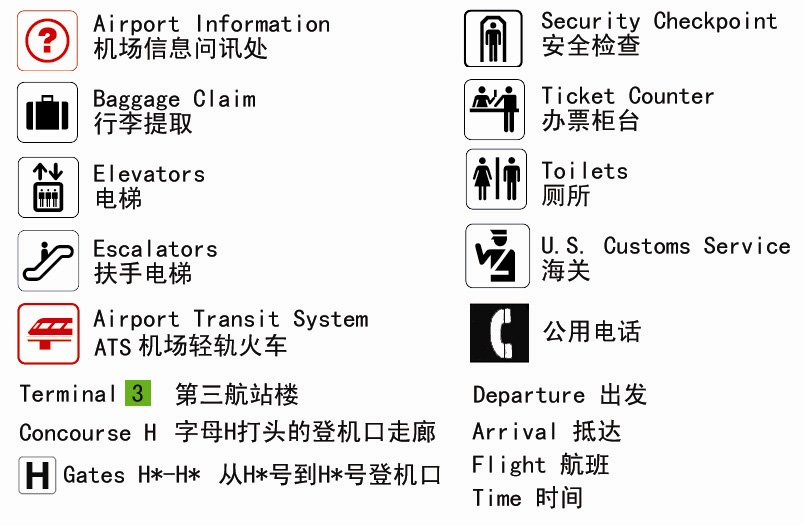 ?
Airport Information
机场信息问讯处
Baggage Claim
行李提取
Elevators
电梯
Escalators
扶手电梯
Airport Transit System
ATS 机场轻轨火车
Terminal 3 第三航站楼
Concourse H 字母H打头的登机口走廊
H Gates H*-H* 从H*号到H*号登机口
Security Checkpoint
安全检查
Ticket Counter
办票柜台
Toilets
厕所
U.S. Customs Service
海关
公用电话
Departure 出发
Arrival 抵达
Flight 航班
Time 时间